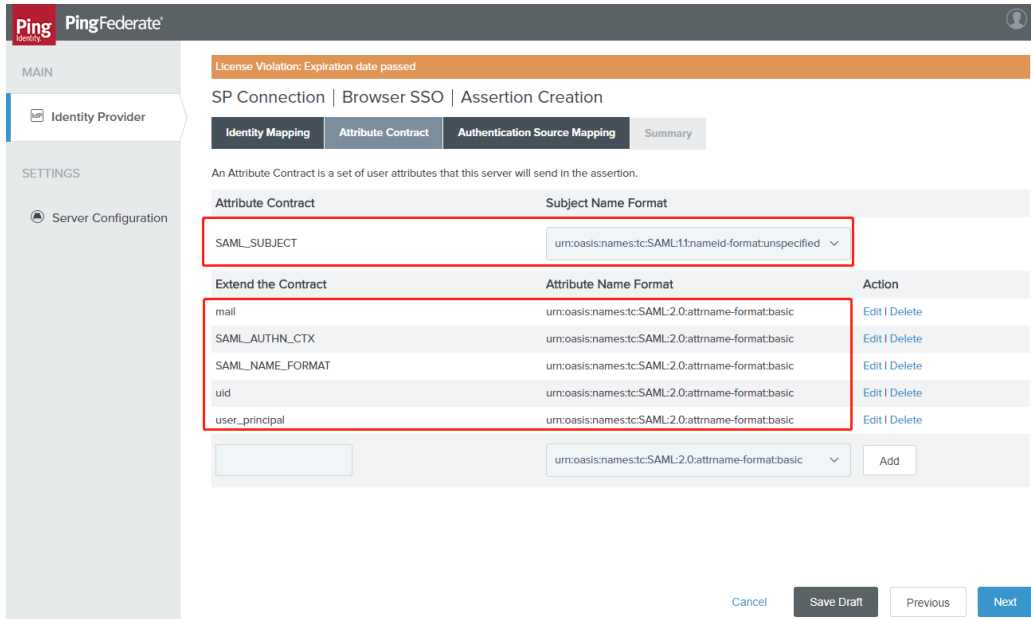 Ping
Identity.
PingFederate®
MAIN
License Violation: Expiration date passed
SP Connection | Browser SSO | Assertion Creation
IdP Identity Provider
Identity Mapping Attribute Contract Authentication Source Mapping Summary
SETTINGS
An Attribute Contract is a set of user attributes that this server will send in the assertion.
Attribute Contract Subject Name Format
Server Configuration
SAML_SUBJECT urn:oasis:names:tc:SAML:1.1:nameid-format:unspecified
Extend the Contract Attribute Name Format Action
mail urn:oasis:names:tc:SAML:2.0:attrname-format:basic Edit | Delete
SAML_AUTHN_CTX urn:oasis:names:tc:SAML:2.0:attrname-format:basic Edit | Delete
SAML_NAME_FORMAT urn:oasis:names:tc:SAML:2.0:attrname-format:basic Edit | Delete
uid urn:oasis:names:tc:SAML:2.0:attrname-format:basic Edit | Delete
user_principal urn:oasis:names:tc:SAML:2.0:attrname-format:basic Edit | Delete
urn:oasis:names:tc:SAML:2.0:attrname-format:basic Add
Cancel Save Draft Previous Next